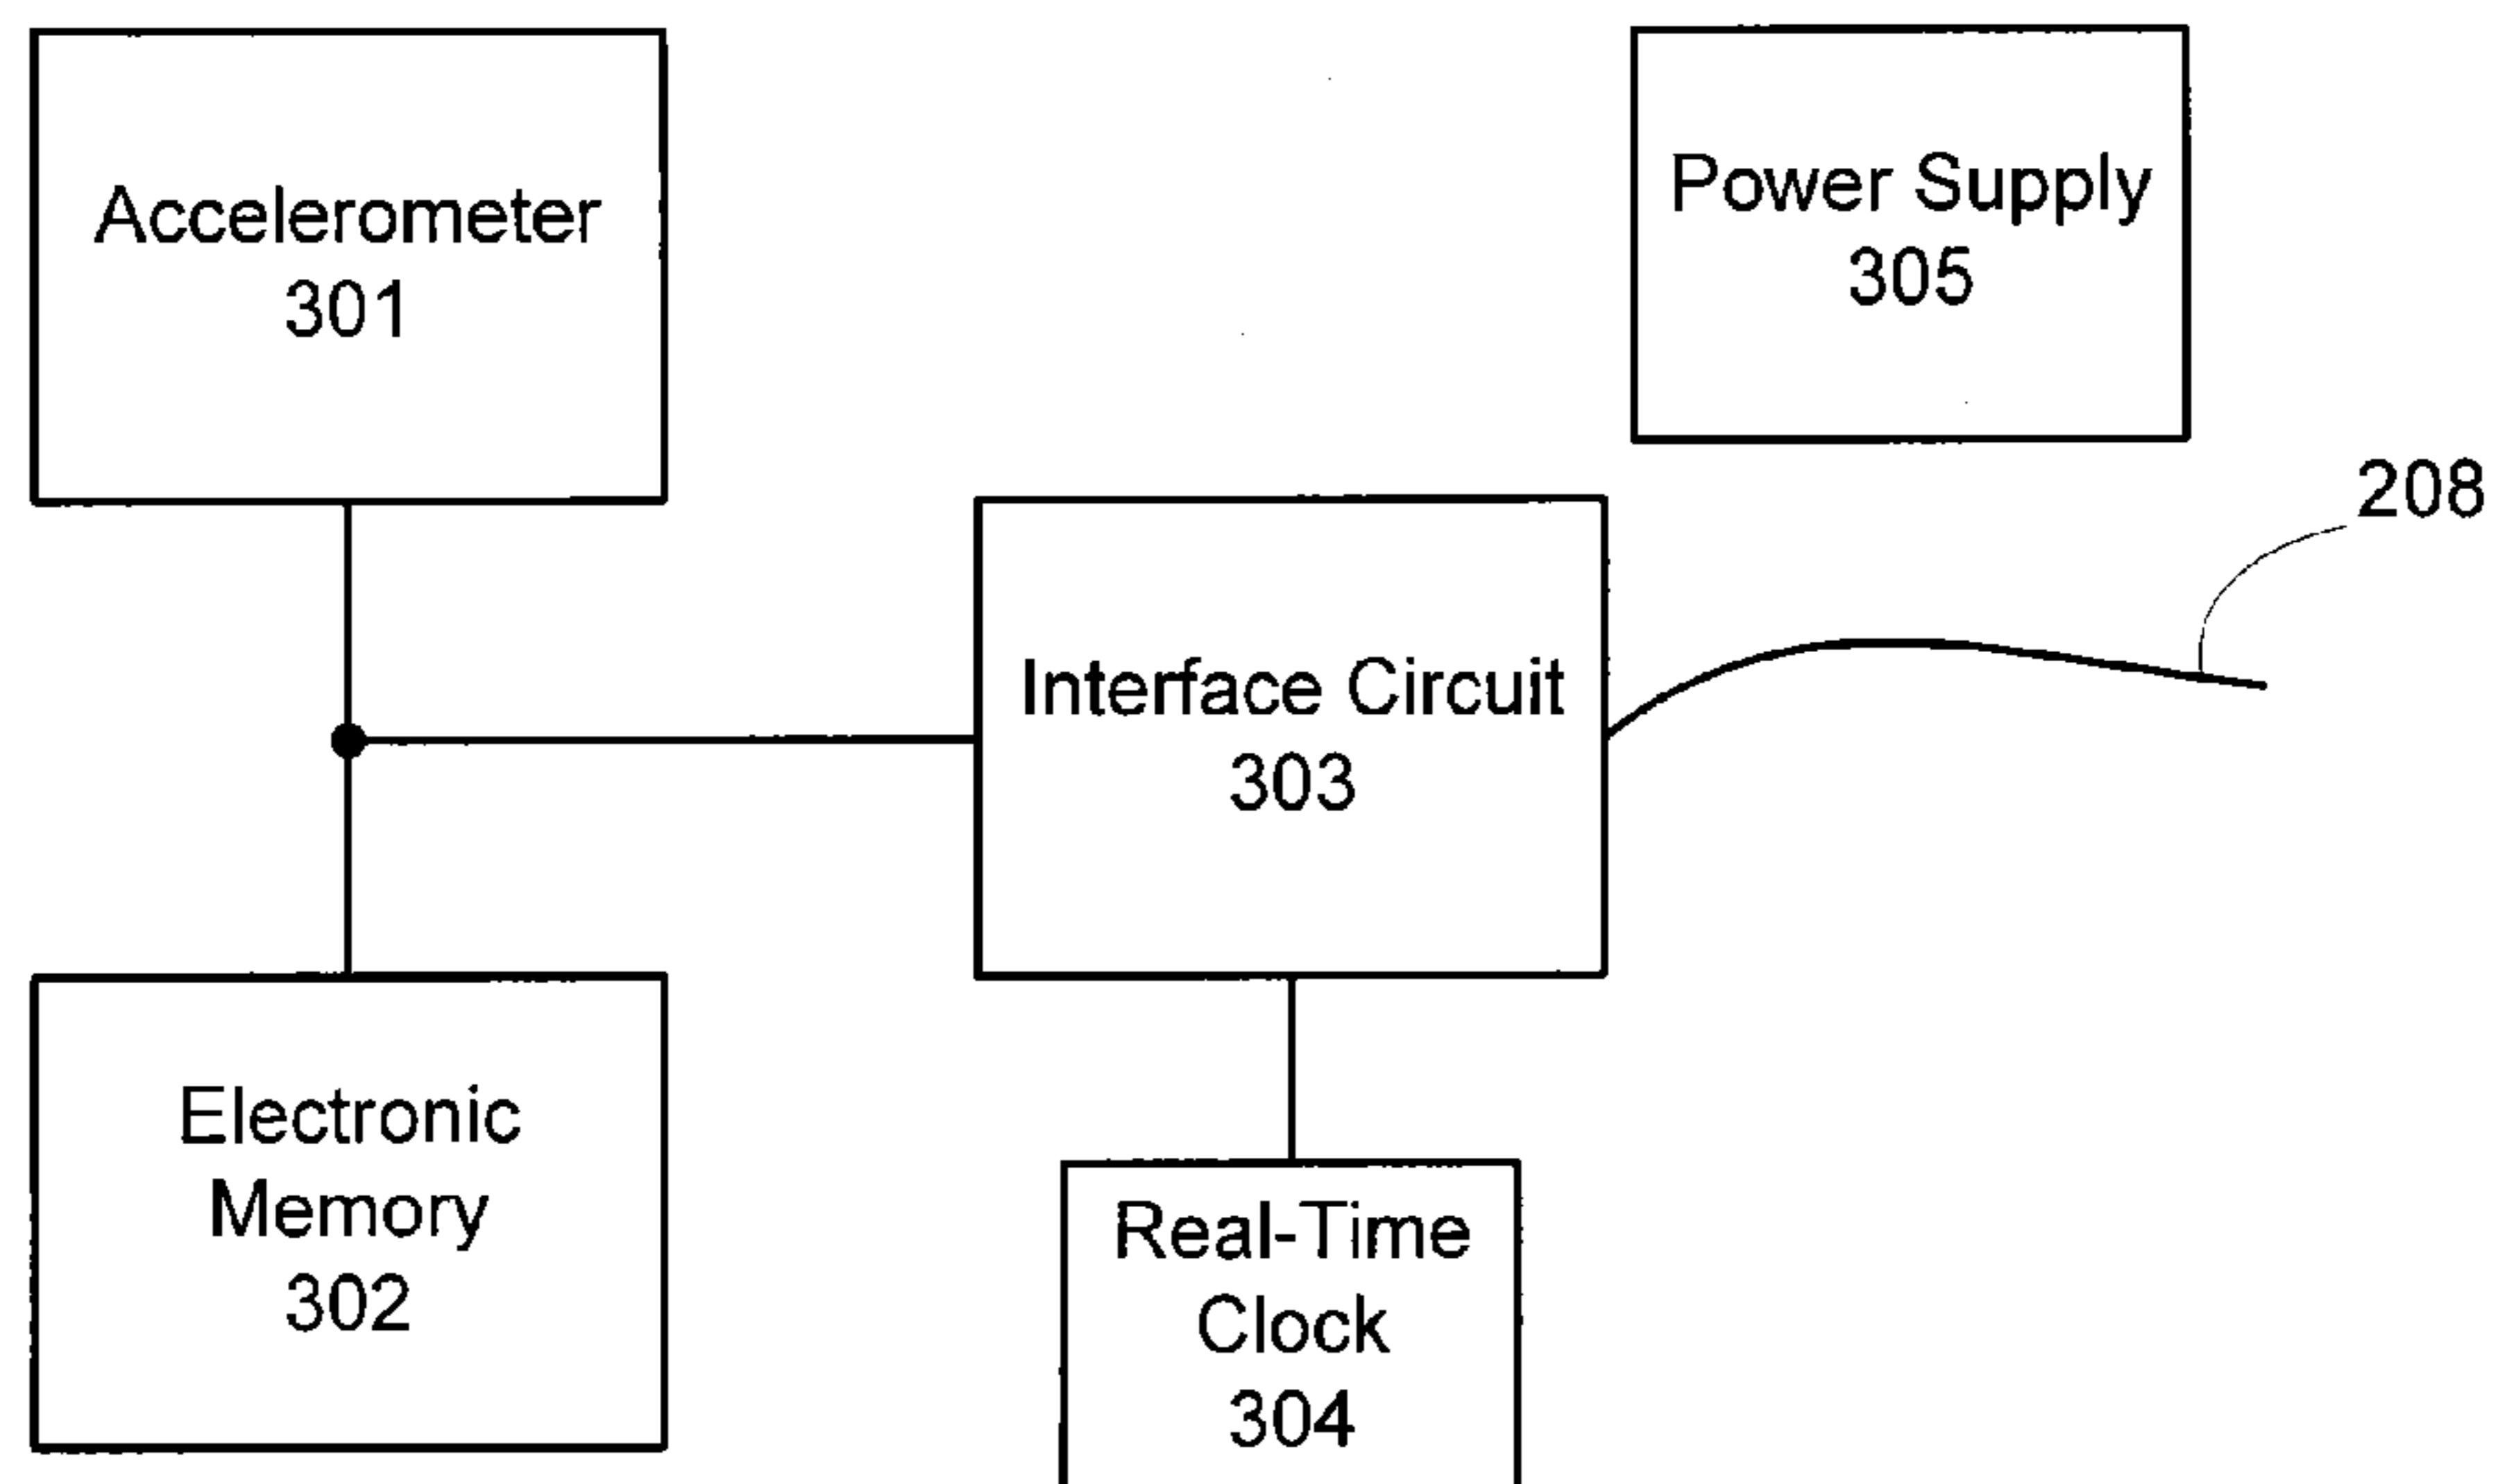 Accelerometer
301
Power Supply
305
208
Interface Circuit
303
Electronic
Memory
302
Real-Time
Clock
304